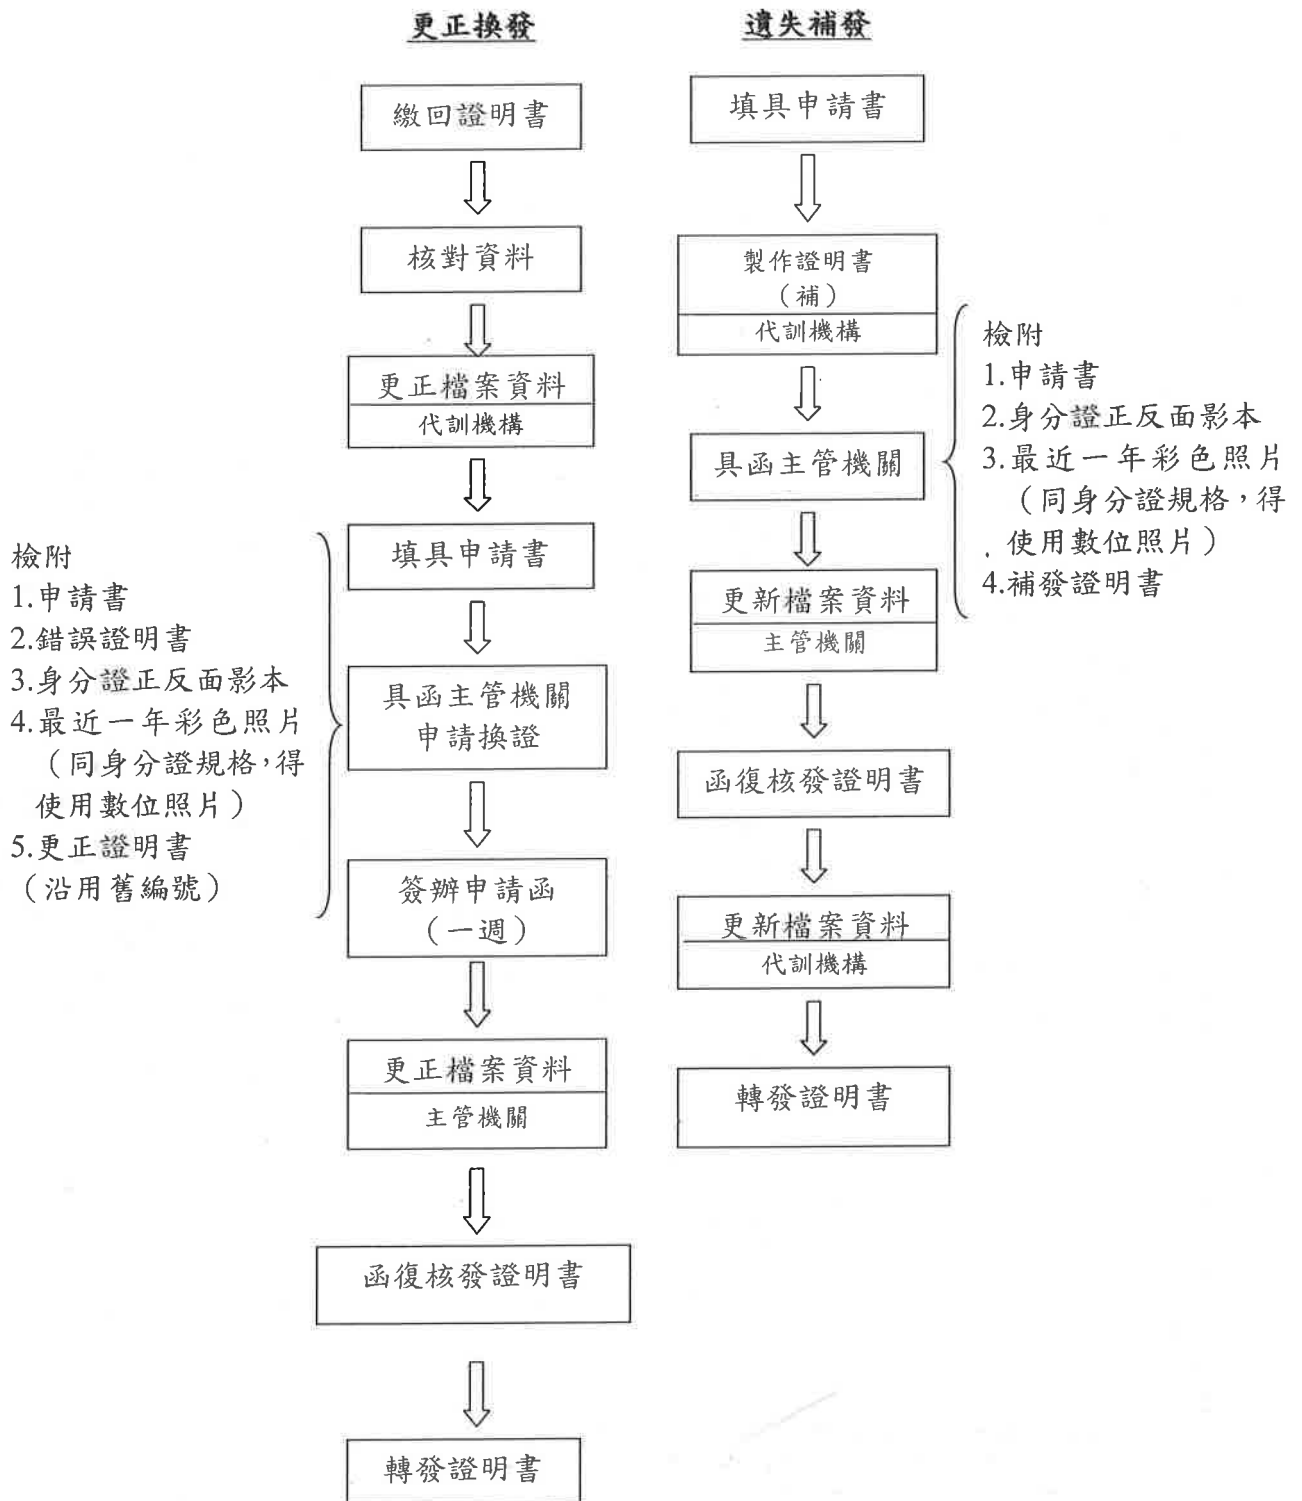 更正換發
繳回證明書
核對資料
更正檔案資料
代訓機構
填具申請書
具函主管機關
申請換證
簽辦申請函
（一週）
更正檔案資料
主管機關
函復核發證明書
轉發證明書
檢附
1.申請書
2.錯誤證明書
3.身分證正反面影本
4.最近一年彩色照片
（同身分證規格，得
使用數位照片）
5.更正證明書
（沿用舊編號）
遺失補發
填具申請書
製作證明書
（補）
代訓機構
具函主管機關
更新檔案資料
主管機關
函復核發證明書
更新檔案資料
代訓機構
轉發證明書
檢附
1.申請書
2.身分證正反面影本
3.最近一年彩色照片
（同身分證規格，得
使用數位照片）
4.補發證明書